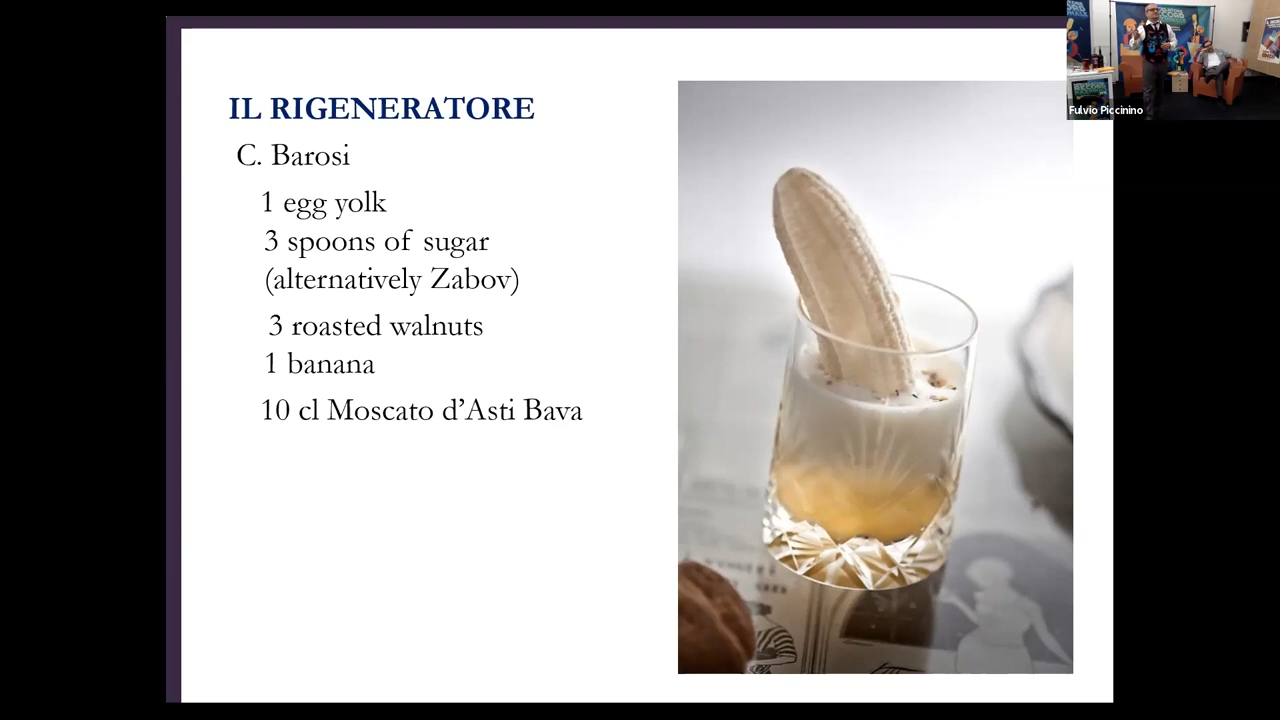 IL RIGENERATORE
C. Barosi
1 egg yolk
3 spoons of sugar
(alternatively Zabov)
3 roasted walnuts
1 banana
10 cl Moscato d’Asti Bava
Fulvio Piccinino